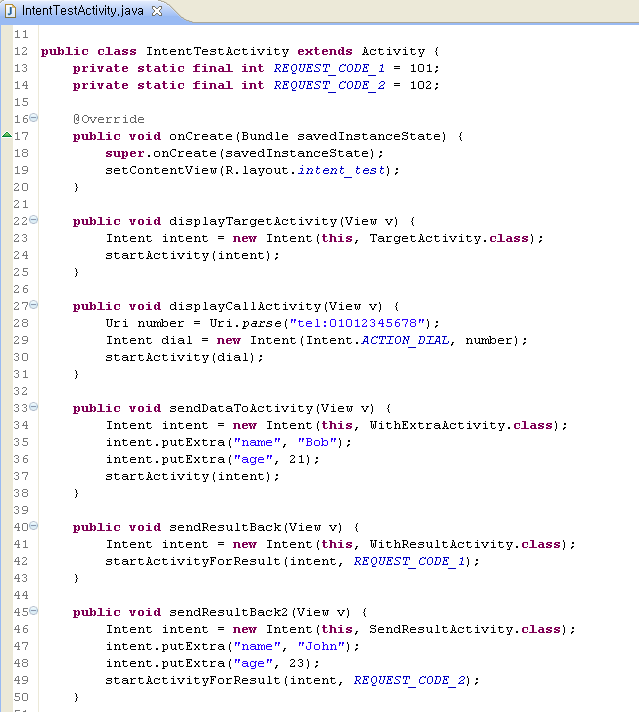 IntentTestActivity.java
11
12 public class IntentTestActivity extends Activity {
13     private static final int REQUEST_CODE_1 = 101;
14     private static final int REQUEST_CODE_2 = 102;
15
16     @Override
17     public void onCreate(Bundle savedInstanceState) {
18         super.onCreate(savedInstanceState);
19         setContentView(R.layout.intent_test);
20     }
21
22     public void displayTargetActivity(View v) {
23         Intent intent = new Intent(this, TargetActivity.class);
24         startActivity(intent);
25     }
26
27     public void displayCallActivity(View v) {
28         Uri number = Uri.parse("tel:01012345678");
29         Intent dial = new Intent(Intent.ACTION_DIAL, number);
30         startActivity(dial);
31     }
32
33     public void sendDataToActivity(View v) {
34         Intent intent = new Intent(this, WithExtraActivity.class);
35         intent.putExtra("name", "Bob");
36         intent.putExtra("age", 21);
37         startActivity(intent);
38     }
39
40     public void sendResultBack(View v) {
41         Intent intent = new Intent(this, WithResultActivity.class);
42         startActivityForResult(intent, REQUEST_CODE_1);
43     }
44
45     public void sendResultBack2(View v) {
46         Intent intent = new Intent(this, SendResultActivity.class);
47         intent.putExtra("name", "John");
48         intent.putExtra("age", 23);
49         startActivityForResult(intent, REQUEST_CODE_2);
50     }